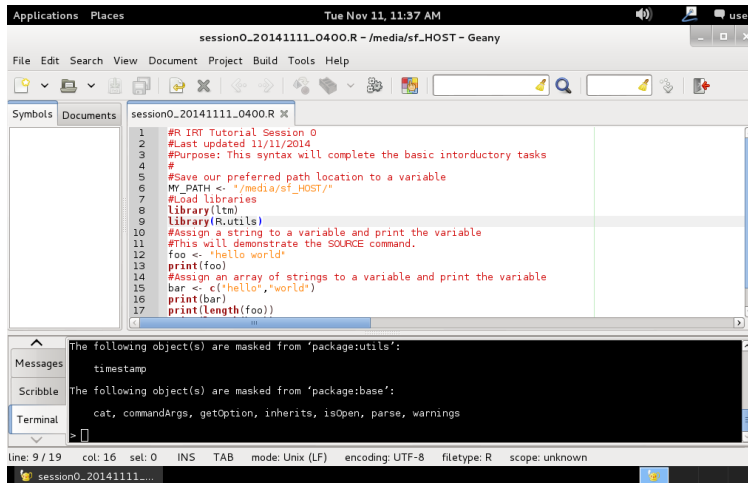 Applications Places Tue Nov 11, 11:37 AM use
session0_20141111_0400.R - /media/sf_HOST - Geany
File Edit Search View Document Project Build Tools Help
Symbols Documents session0_20141111_0400.R
1 #R IRT Tutorial Session 0
2 #Last updated 11/11/2014
3 #Purpose: This syntax will complete the basic intorductory tasks
4 #
5 #Save our preferred path location to a variable
6 MY_PATH <- "/media/sf_HOST/"
7 #Load libraries
8 library(ltm)
9 library(R.utils)
10 #Assign a string to a variable and print the variable
11 #This will demonstrate the SOURCE command.
12 foo <- "hello world"
13 print(foo)
14 #Assign an array of strings to a variable and print the variable
15 bar <- c("hello","world")
16 print(bar)
17 print(length(foo))
Messages
Scribble
Terminal
The following object(s) are masked from ‘package:utils’:
timestamp
The following object(s) are masked from ‘package:base’:
cat, commandArgs, getOption, inherits, isOpen, parse, warnings
>
line: 9 / 19 col: 16 sel: 0 INS TAB mode: Unix (LF) encoding: UTF-8 filetype: R scope: unknown
session0_20141111_...